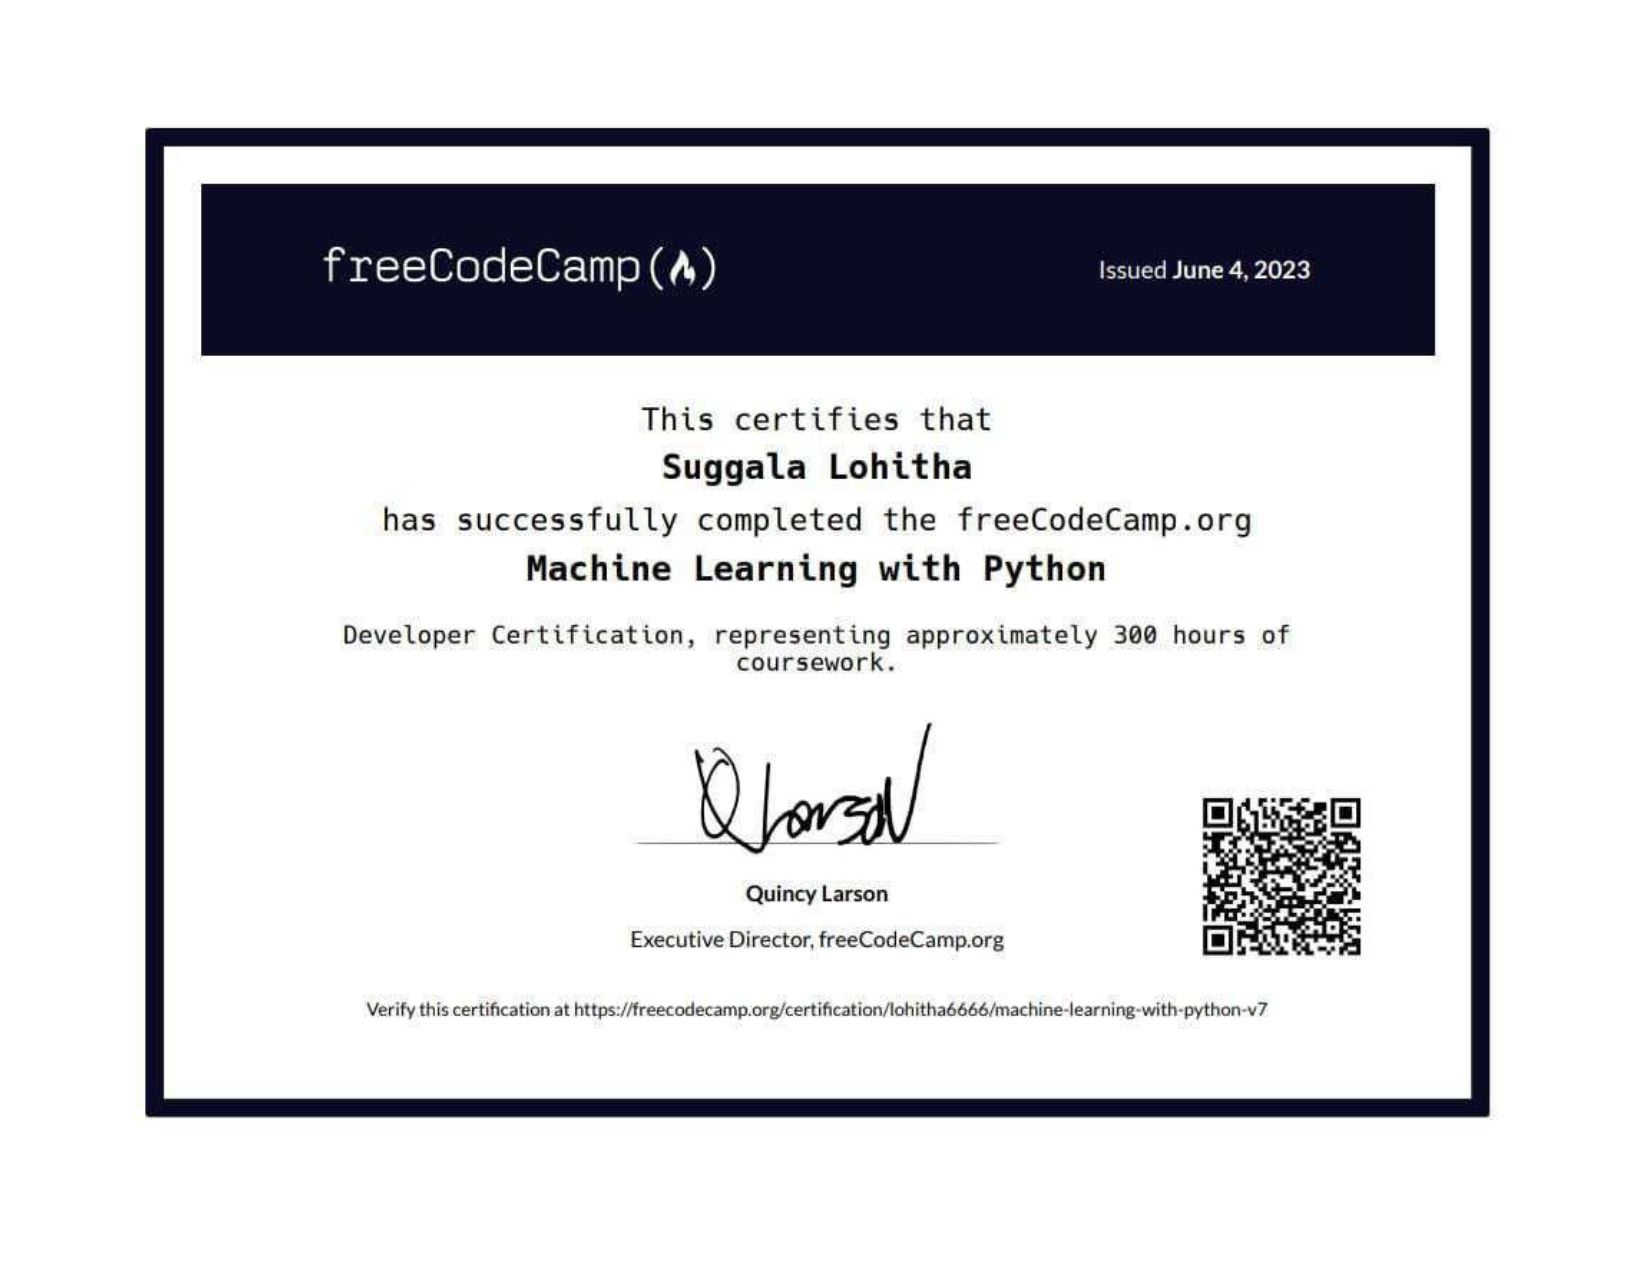 freeCodeCamp
Issued June 4, 2023
This certifies that
Suggala Lohitha
has successfully completed the freeCodeCamp.org
Machine Learning with Python
Developer Certification, representing approximately 300 hours of
coursework.
Q Larson
Quincy Larson
Executive Director, freeCodeCamp.org
Verify this certification at https://freecodecamp.org/certification/lohitha6666/machine-learning-with-python-v7